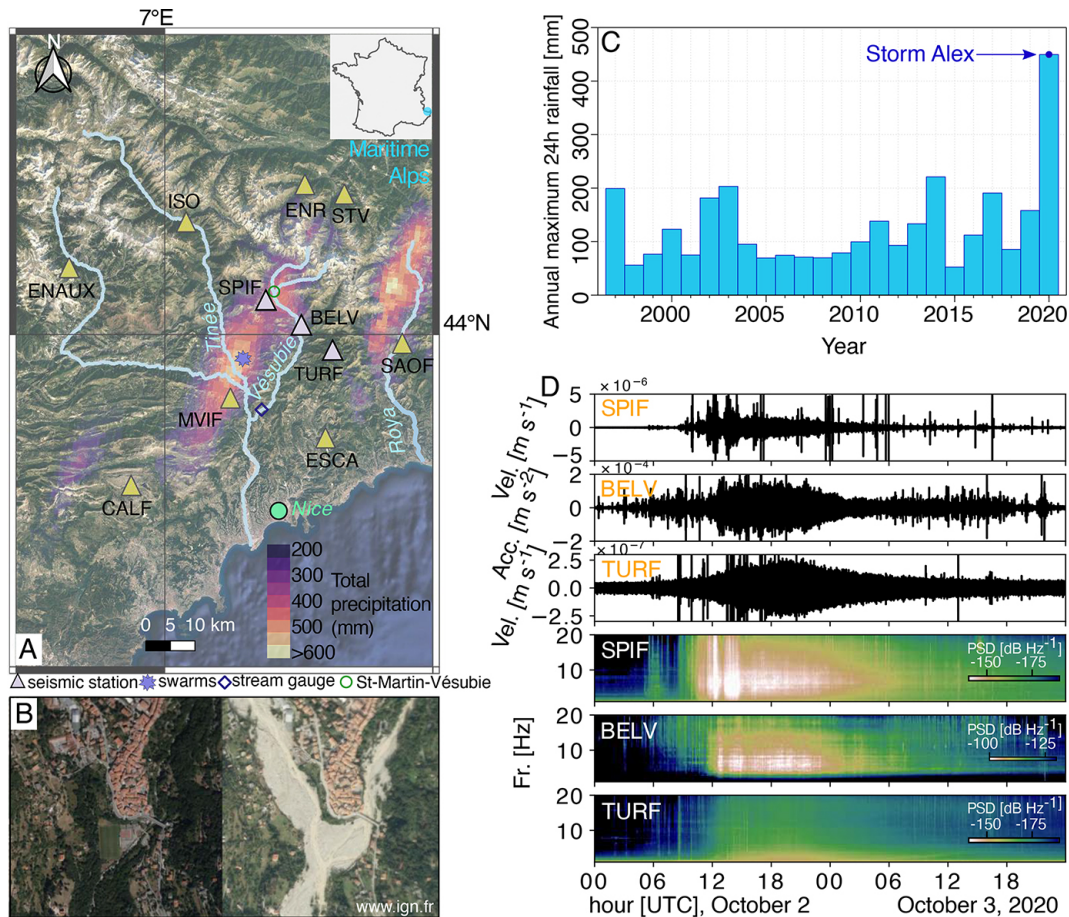 7°E
N
Maritime
Alps
ISO
ENR
STV
ENAUX
SPIF
BELV
44°N
Tinée
Vésubie
TURF
SAOF
MVIF
Roya
ESCA
CALF
Nice
200
300
400
500
>600
Total
precipitation
(mm)
0 5 10 km
A
seismic station swarms stream gauge St-Martin-Vésubie
B
www.ign.fr
C
Annual maximum 24h rainfall [mm]
500
400
300
200
100
0
Storm Alex
2000 2005 2010 2015 2020
Year
D
× 10⁻⁶
SPIF
5
0
−5
Vel. [m s⁻¹]
× 10⁻⁴
BELV
2
0
−2
Acc. [m s⁻²]
× 10⁻⁷
TURF
2.5
0.0
−2.5
Vel. [m s⁻¹]
SPIF
20
10
PSD [dB Hz⁻¹]
-150 -175
BELV
20
10
PSD [dB Hz⁻¹]
-100 -125
Fr. [Hz]
TURF
20
10
PSD [dB Hz⁻¹]
-150 -175
00 06 12 18 00 06 12 18
hour [UTC], October 2 October 3, 2020